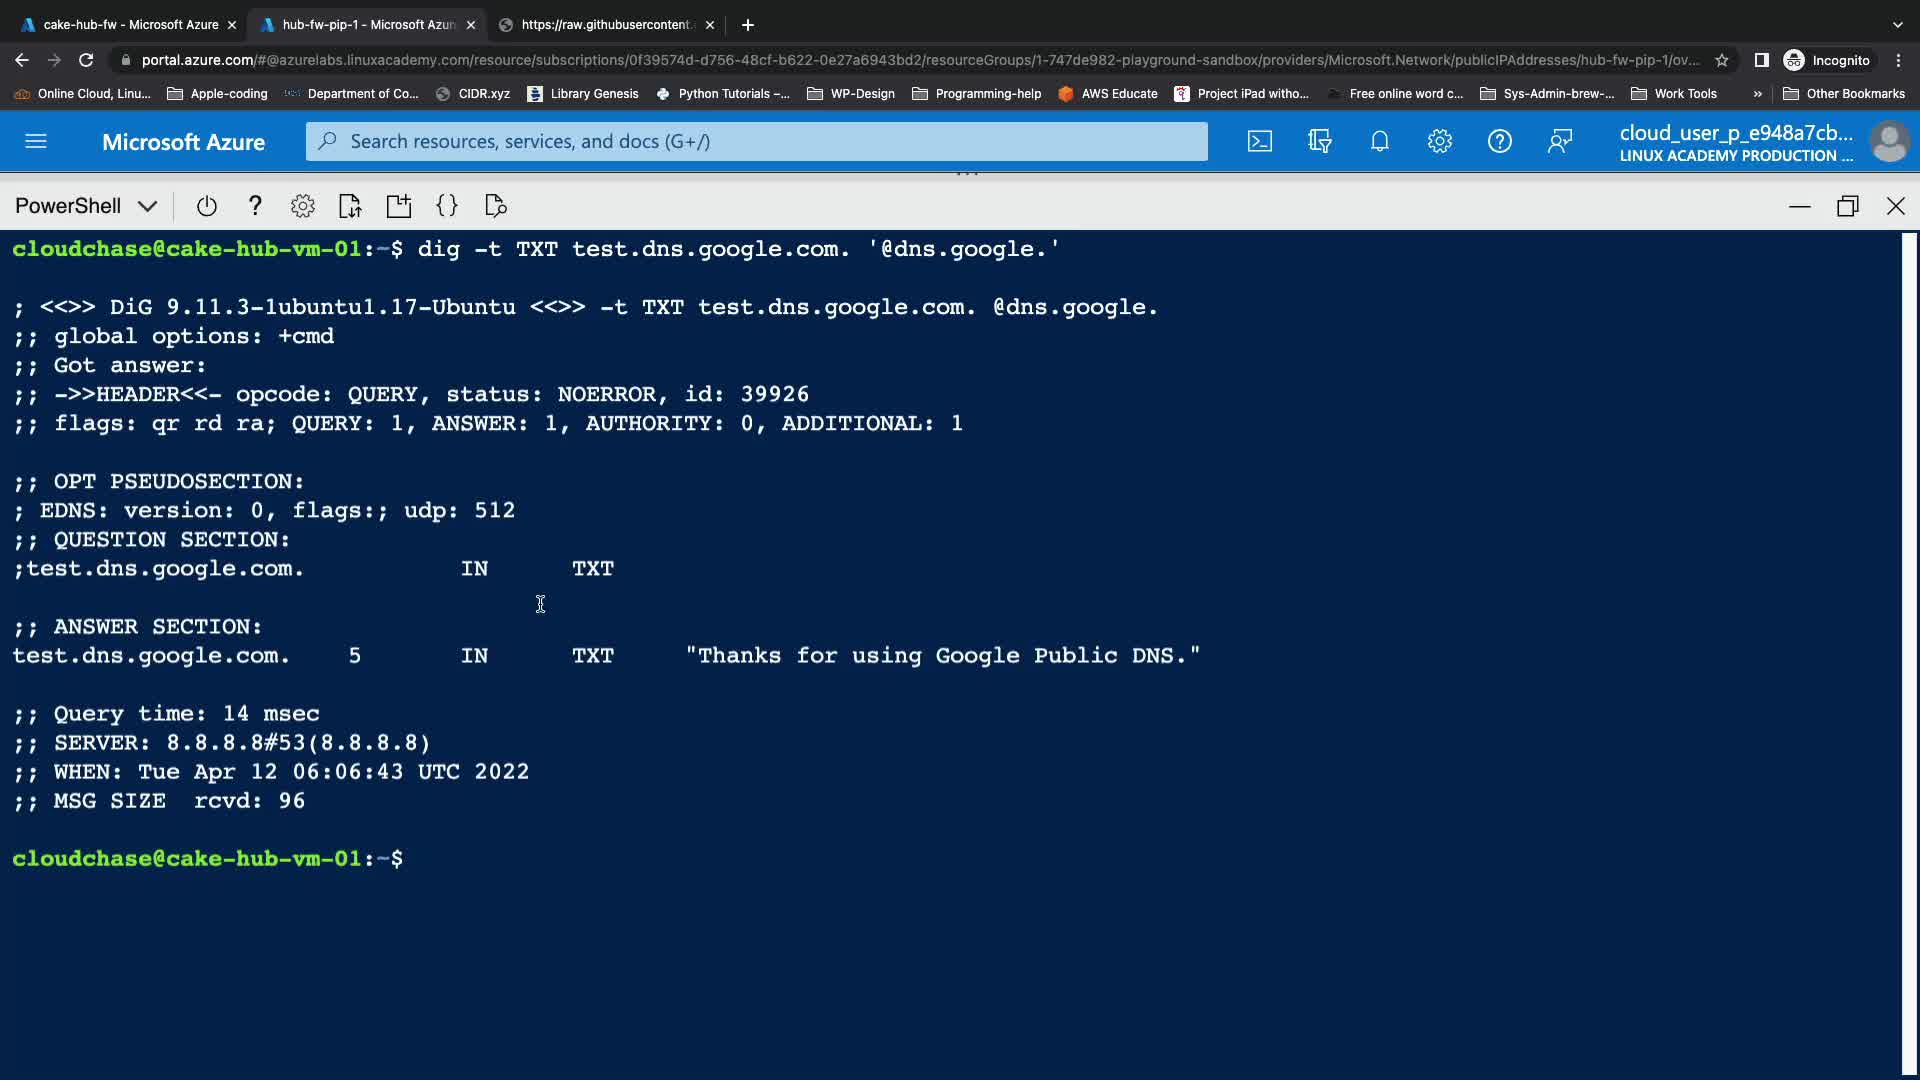 cake-hub-fw - Microsoft Azure
hub-fw-pip-1 - Microsoft Azur
https://raw.githubusercontent.
portal.azure.com/#@azurelabs.linuxacademy.com/resource/subscriptions/0f39574d-d756-48cf-b622-0e27a6943bd2/resourceGroups/1-747de982-playground-sandbox/providers/Microsoft.Network/publicIPAddresses/hub-fw-pip-1/ov...
Incognito
Online Cloud, Linu... Apple-coding Department of Co... CIDR.xyz Library Genesis Python Tutorials –... WP-Design Programming-help AWS Educate Project iPad witho... Free online word c... Sys-Admin-brew-... Work Tools » Other Bookmarks
Microsoft Azure
Search resources, services, and docs (G+/)
cloud_user_p_e948a7cb...
LINUX ACADEMY PRODUCTION ...
PowerShell
cloudchase@cake-hub-vm-01:~$ dig -t TXT test.dns.google.com. '@dns.google.'
; <<>> DiG 9.11.3-1ubuntu1.17-Ubuntu <<>> -t TXT test.dns.google.com. @dns.google.
;; global options: +cmd
;; Got answer:
;; ->>HEADER<<- opcode: QUERY, status: NOERROR, id: 39926
;; flags: qr rd ra; QUERY: 1, ANSWER: 1, AUTHORITY: 0, ADDITIONAL: 1
;; OPT PSEUDOSECTION:
; EDNS: version: 0, flags:; udp: 512
;; QUESTION SECTION:
;test.dns.google.com. IN TXT
;; ANSWER SECTION:
test.dns.google.com. 5 IN TXT "Thanks for using Google Public DNS."
;; Query time: 14 msec
;; SERVER: 8.8.8.8#53(8.8.8.8)
;; WHEN: Tue Apr 12 06:06:43 UTC 2022
;; MSG SIZE rcvd: 96
cloudchase@cake-hub-vm-01:~$